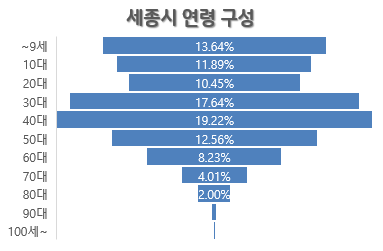 세종시 연령 구성
~9세 13.64%
10대 11.89%
20대 10.45%
30대 17.64%
40대 19.22%
50대 12.56%
60대 8.23%
70대 4.01%
80대 2.00%
90대
100세~